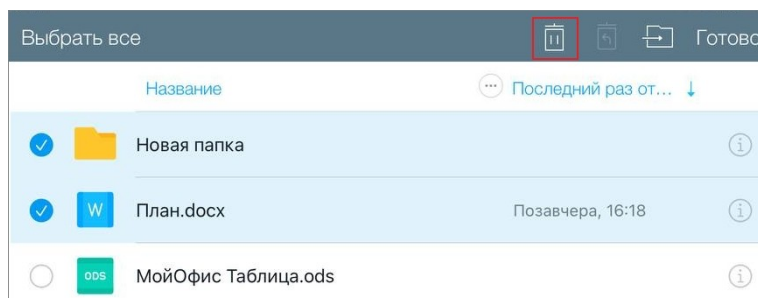 Выбрать все Готово
Название Последний раз от...
Новая папка
W План.docx Позавчера, 16:18
ODS МойОфис Таблица.ods